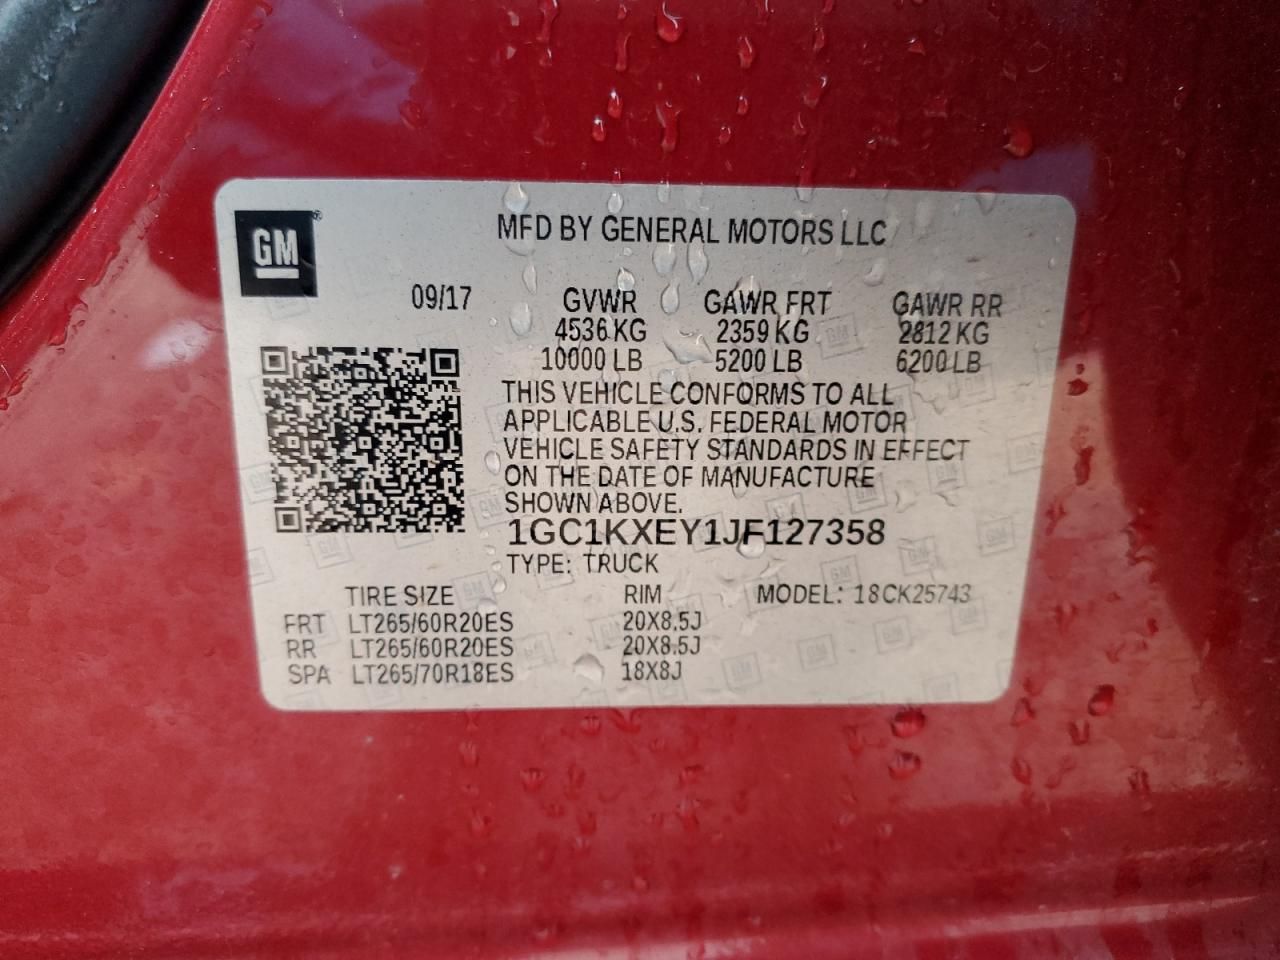 GM
MFD BY GENERAL MOTORS LLC
09/17 GVWR GAWR FRT GAWR RR
4536 KG 2359 KG 2812 KG
10000 LB 5200 LB 6200 LB
THIS VEHICLE CONFORMS TO ALL
APPLICABLE U.S. FEDERAL MOTOR
VEHICLE SAFETY STANDARDS IN EFFECT
ON THE DATE OF MANUFACTURE
SHOWN ABOVE.
1GC1KXEY1JF127358
TYPE: TRUCK
TIRE SIZE RIM MODEL: 18CK25743
FRT LT265/60R20ES 20X8.5J
RR LT265/60R20ES 20X8.5J
SPA LT265/70R18ES 18X8J